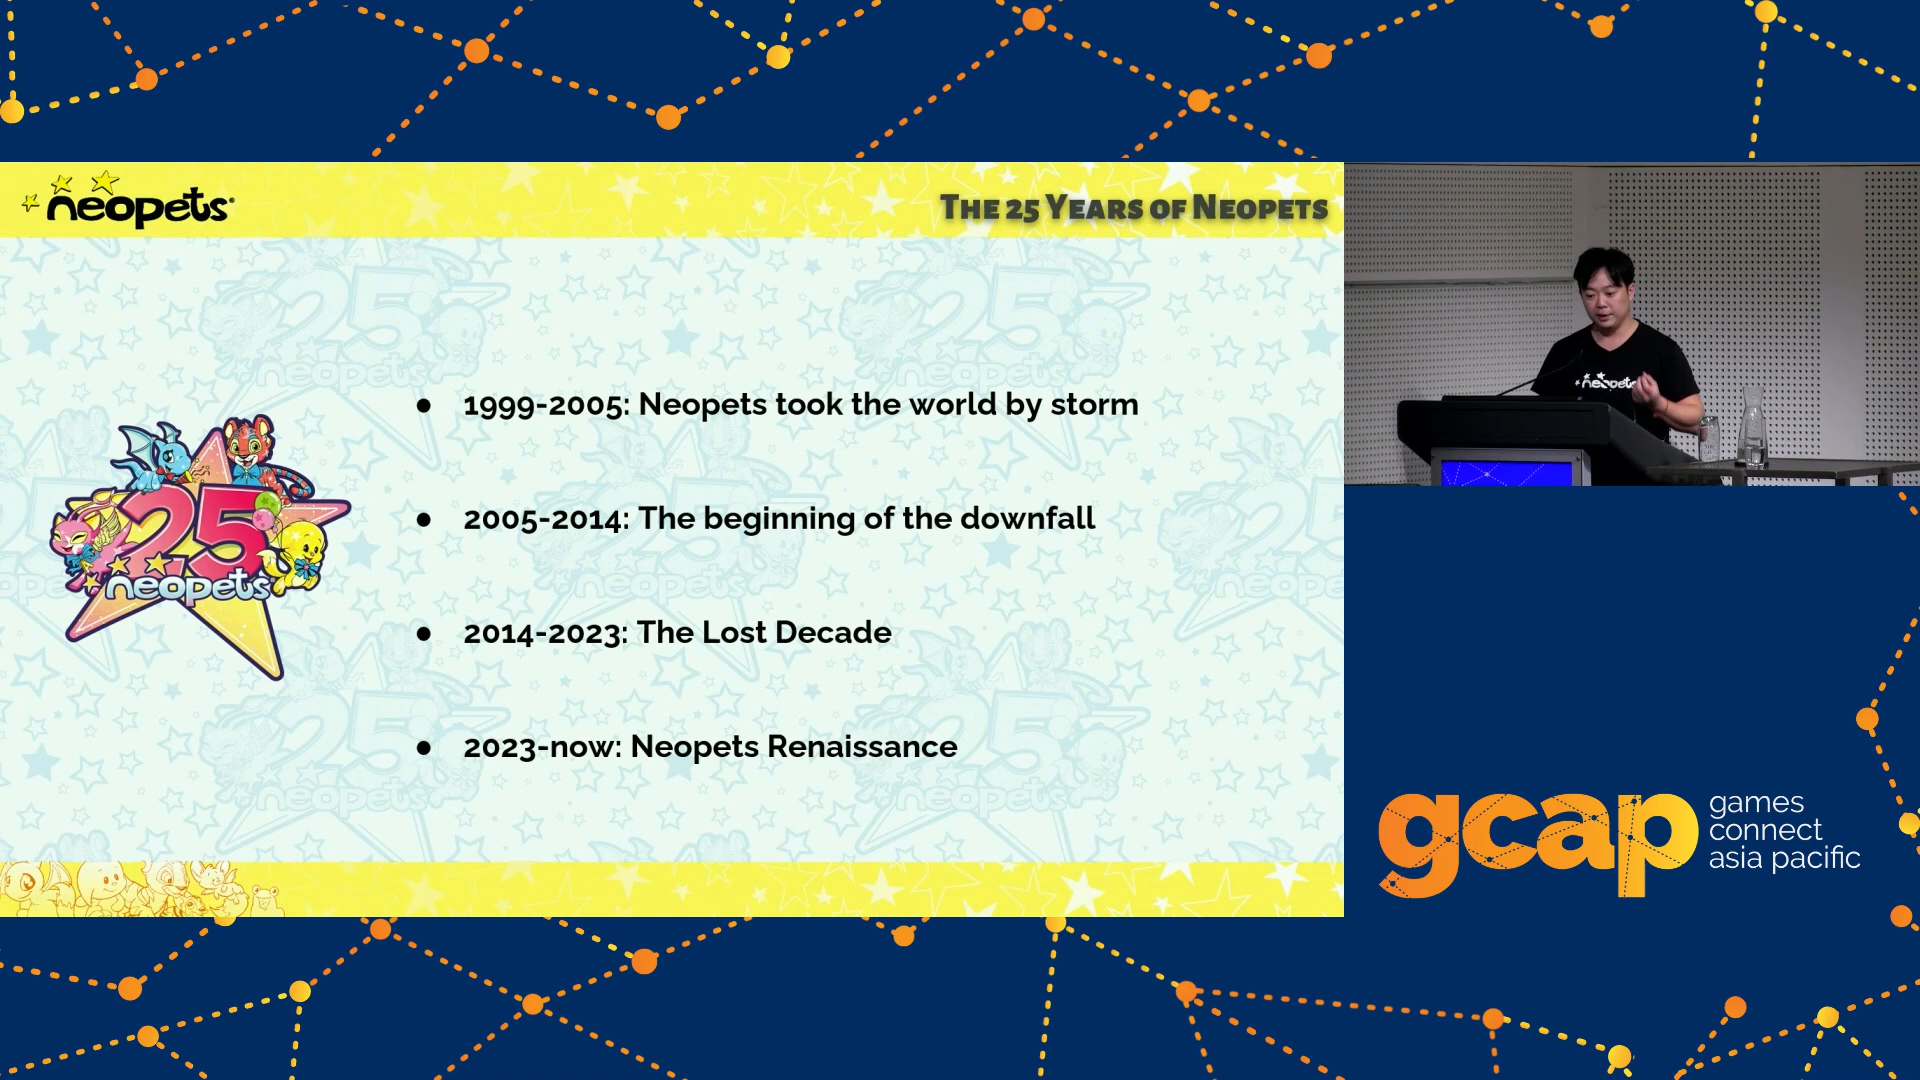 neopets
The 25 Years of Neopets
● 1999-2005: Neopets took the world by storm
● 2005-2014: The beginning of the downfall
● 2014-2023: The Lost Decade
● 2023-now: Neopets Renaissance
25
neopets
neopets
gcap
games
connect
asia pacific